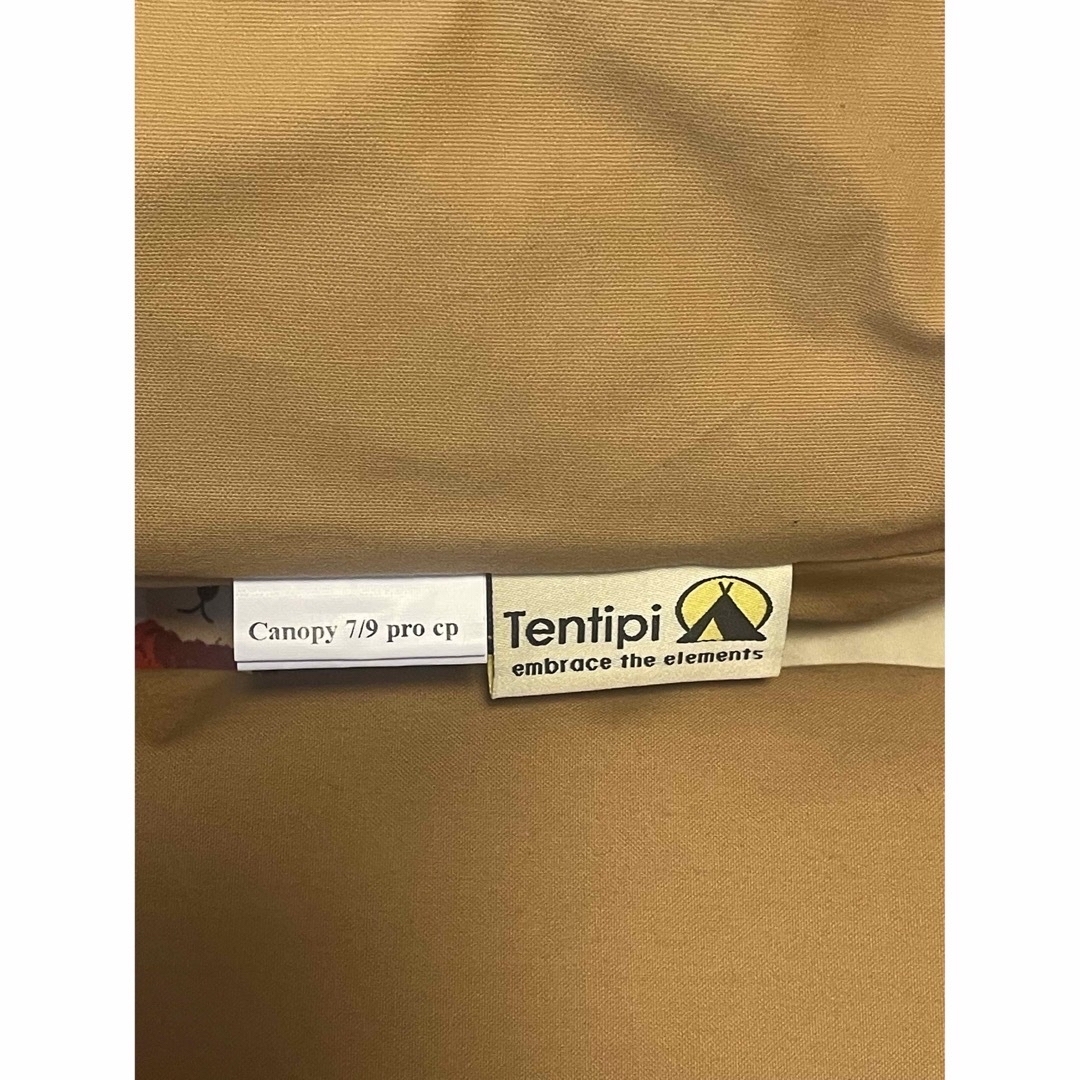 Canopy 7/9 pro cp
Tentipi
embrace the elements